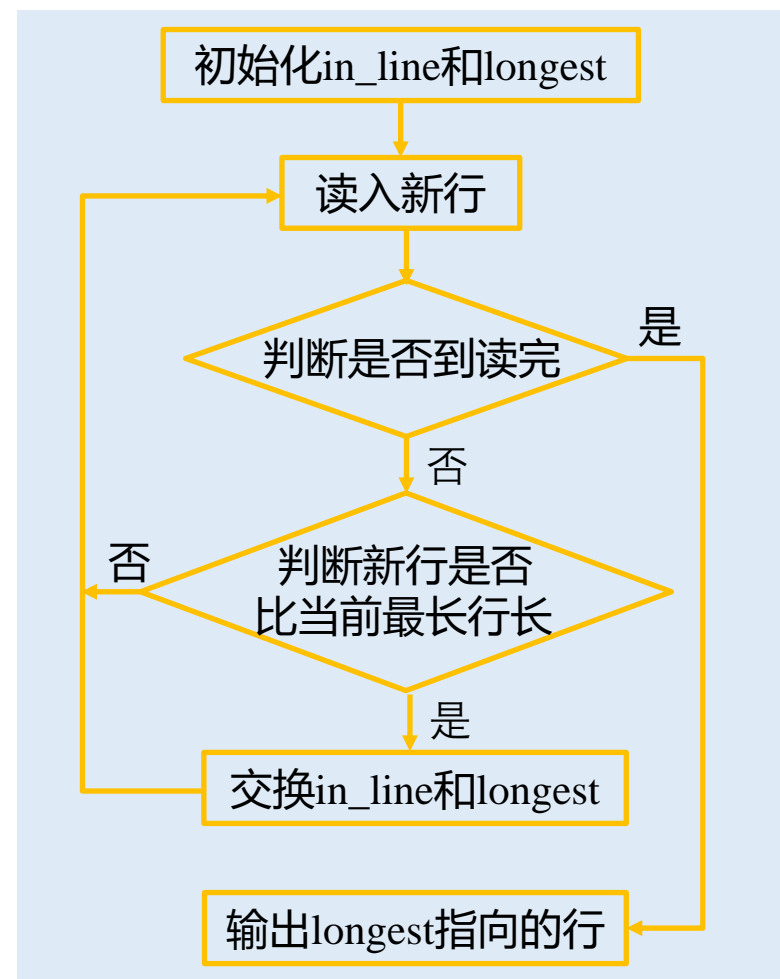 初始化in_line和longest
读入新行
判断是否到读完
是
否
判断新行是否
比当前最长行长
否
是
交换in_line和longest
输出longest指向的行